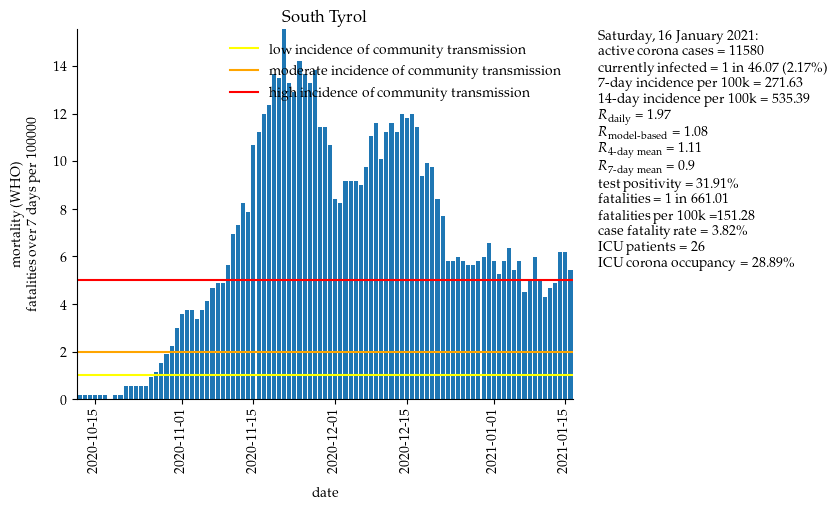 South Tyrol
low incidence of community transmission
moderate incidence of community transmission
high incidence of community transmission
mortality (WHO)
fatalities over 7 days per 100000
14
12
10
8
6
4
2
0
2020-10-15
2020-11-01
2020-11-15
2020-12-01
2020-12-15
2021-01-01
2021-01-15
date
Saturday, 16 January 2021:
active corona cases = 11580
currently infected = 1 in 46.07 (2.17%)
7-day incidence per 100k = 271.63
14-day incidence per 100k = 535.39
R daily = 1.97
R model-based = 1.08
R 4-day mean = 1.11
R 7-day mean = 0.9
test positivity = 31.91%
fatalities = 1 in 661.01
fatalities per 100k =151.28
case fatality rate = 3.82%
ICU patients = 26
ICU corona occupancy = 28.89%